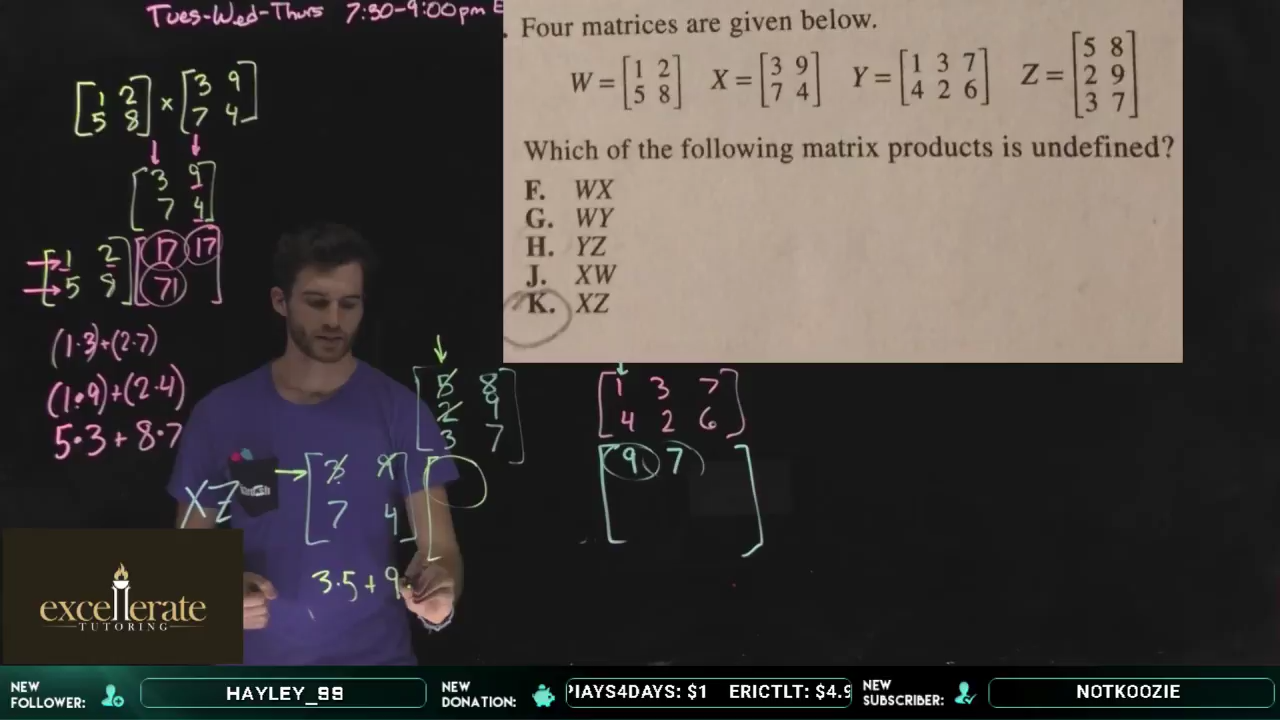 Tues-Wed-Thurs 7:30-9:00pm E
[1 2
5 8] × [3 9
7 4]
[3 9
7 4]
[1 2
5 8] [17 17
71 ]
(1·3)+(2·7)
(1·9)+(2·4)
5·3 + 8·7
XZ
[5 8
2 9
3 7]
[3 9
7 4] [
3·5 + 9·
[1 3 7
4 2 6]
[9 7 ]
. Four matrices are given below.
W = [1 2
5 8] X = [3 9
7 4] Y = [1 3 7
4 2 6] Z = [5 8
2 9
3 7]
Which of the following matrix products is undefined?
F. WX
G. WY
H. YZ
J. XW
K. XZ
excellerate
TUTORING
NEW FOLLOWER: HAYLEY_99
NEW DONATION: PIAYS4DAYS: $1 ERICTLT: $4.9
NEW SUBSCRIBER: NOTKOOZIE